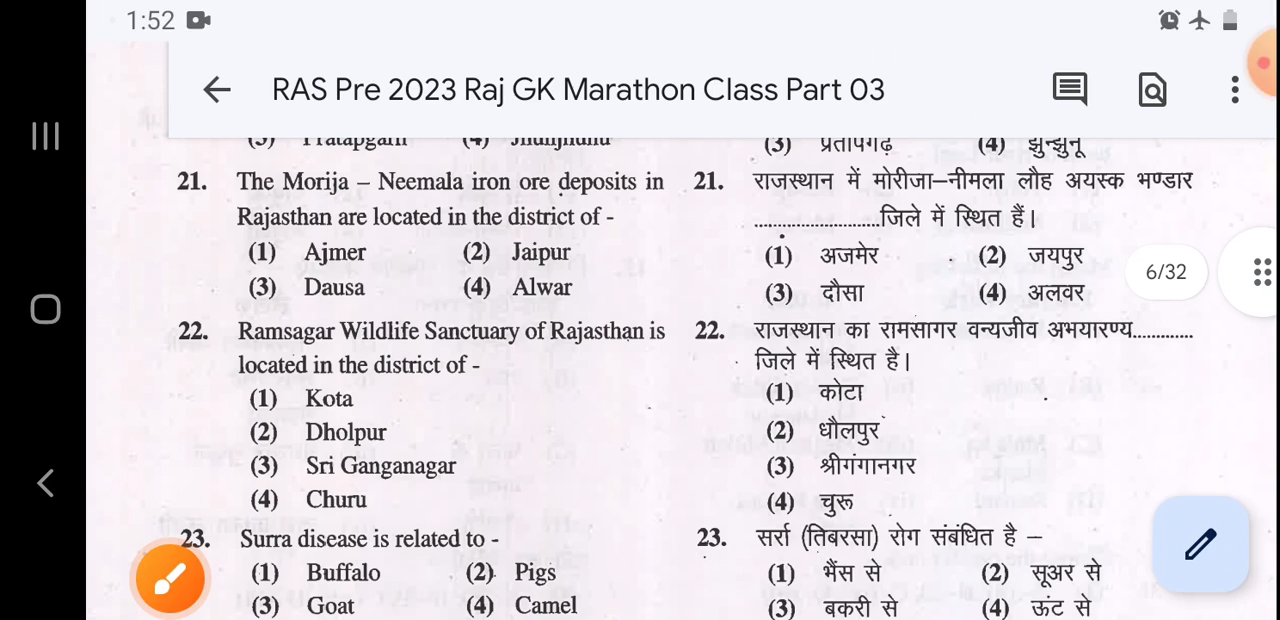 1:52
RAS Pre 2023 Raj GK Marathon Class Part 03
(3) Pratapgarh (4) Jhunjhunu
(3) प्रतापगढ़ (4) झुन्झुनू
21. The Morija – Neemala iron ore deposits in
Rajasthan are located in the district of -
(1) Ajmer (2) Jaipur
(3) Dausa (4) Alwar
22. Ramsagar Wildlife Sanctuary of Rajasthan is
located in the district of -
(1) Kota
(2) Dholpur
(3) Sri Ganganagar
(4) Churu
23. Surra disease is related to -
(1) Buffalo (2) Pigs
(3) Goat (4) Camel
21. राजस्थान में मोरीजा–नीमला लौह अयस्क भण्डार
.........................जिले में स्थित हैं।
(1) अजमेर (2) जयपुर
(3) दौसा (4) अलवर
22. राजस्थान का रामसागर वन्यजीव अभयारण्य............
जिले में स्थित है।
(1) कोटा
(2) धौलपुर
(3) श्रीगंगानगर
(4) चुरू
23. सर्रा (तिबरसा) रोग संबंधित है –
(1) भैंस से (2) सूअर से
(3) बकरी से (4) ऊंट से
6/32